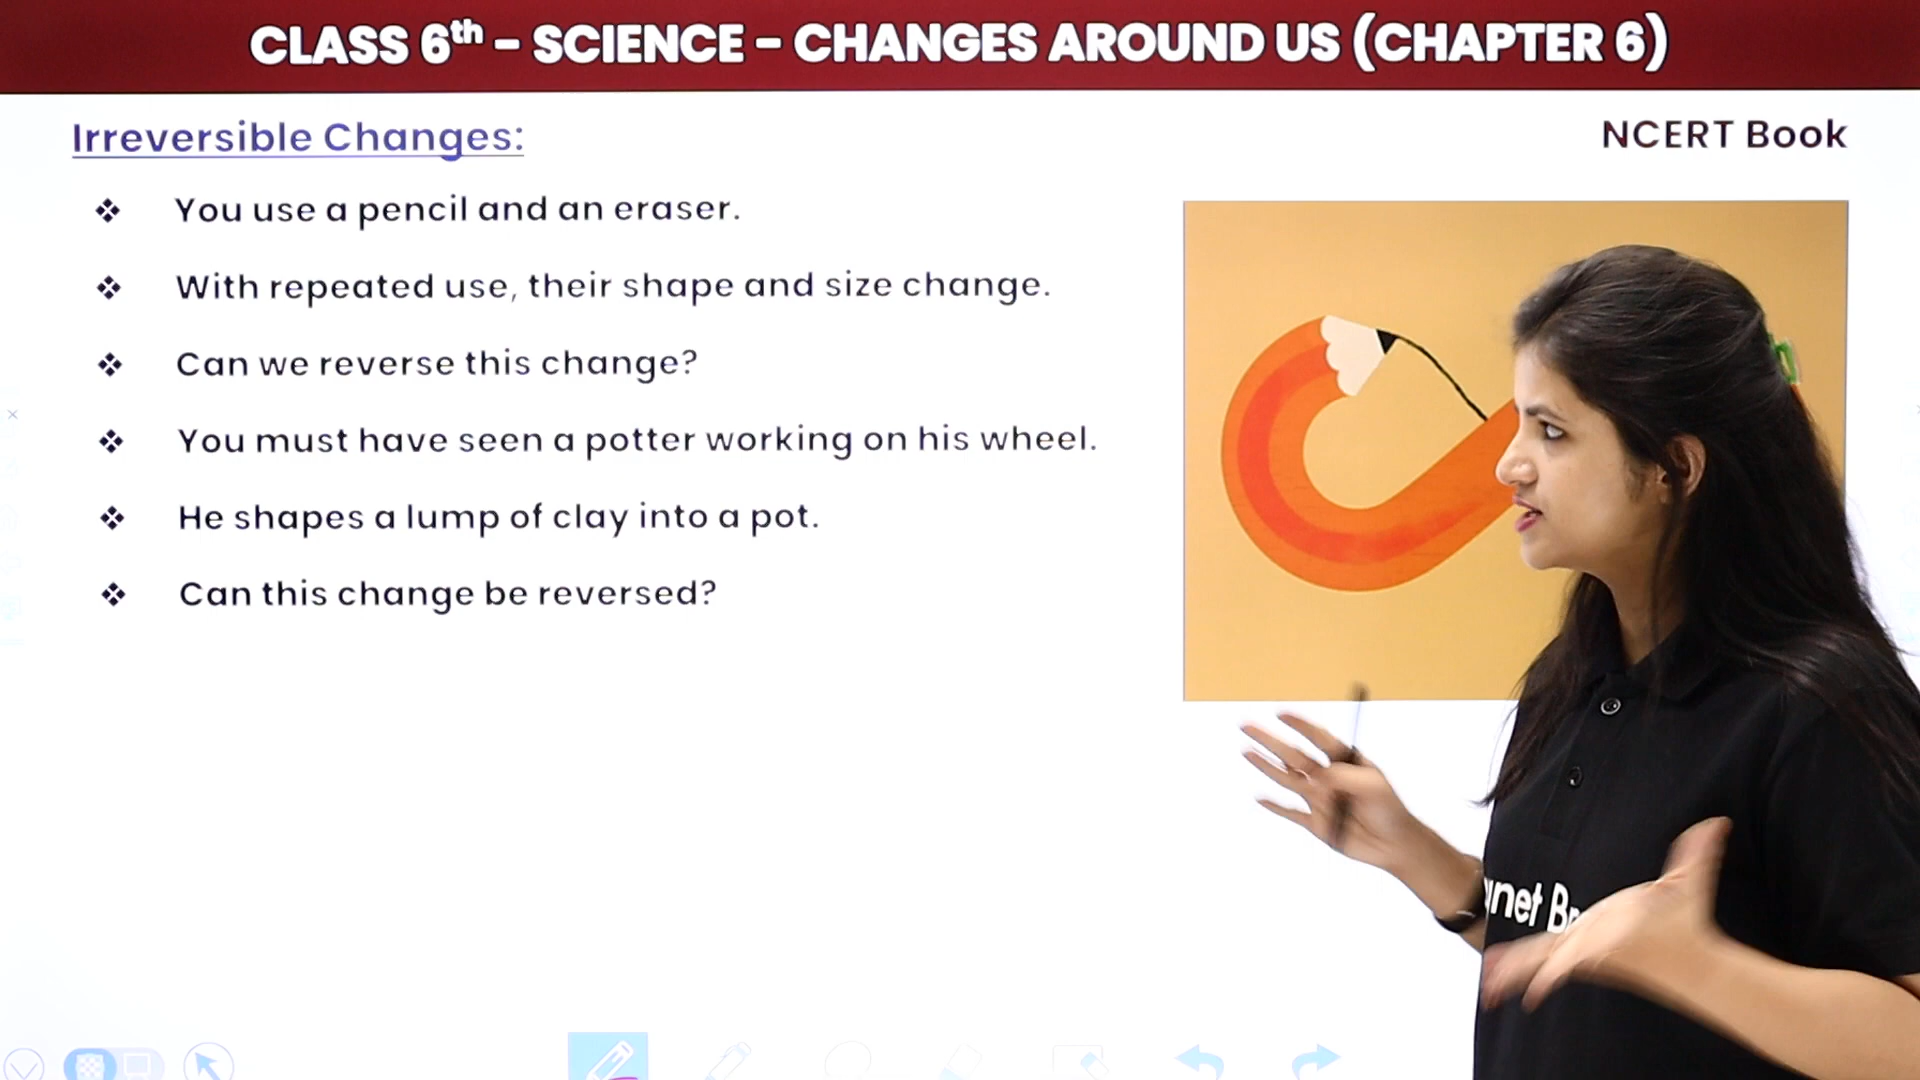 CLASS 6th - SCIENCE - CHANGES AROUND US (CHAPTER 6)
Irreversible Changes:
NCERT Book
❖ You use a pencil and an eraser.
❖ With repeated use, their shape and size change.
❖ Can we reverse this change?
❖ You must have seen a potter working on his wheel.
❖ He shapes a lump of clay into a pot.
❖ Can this change be reversed?